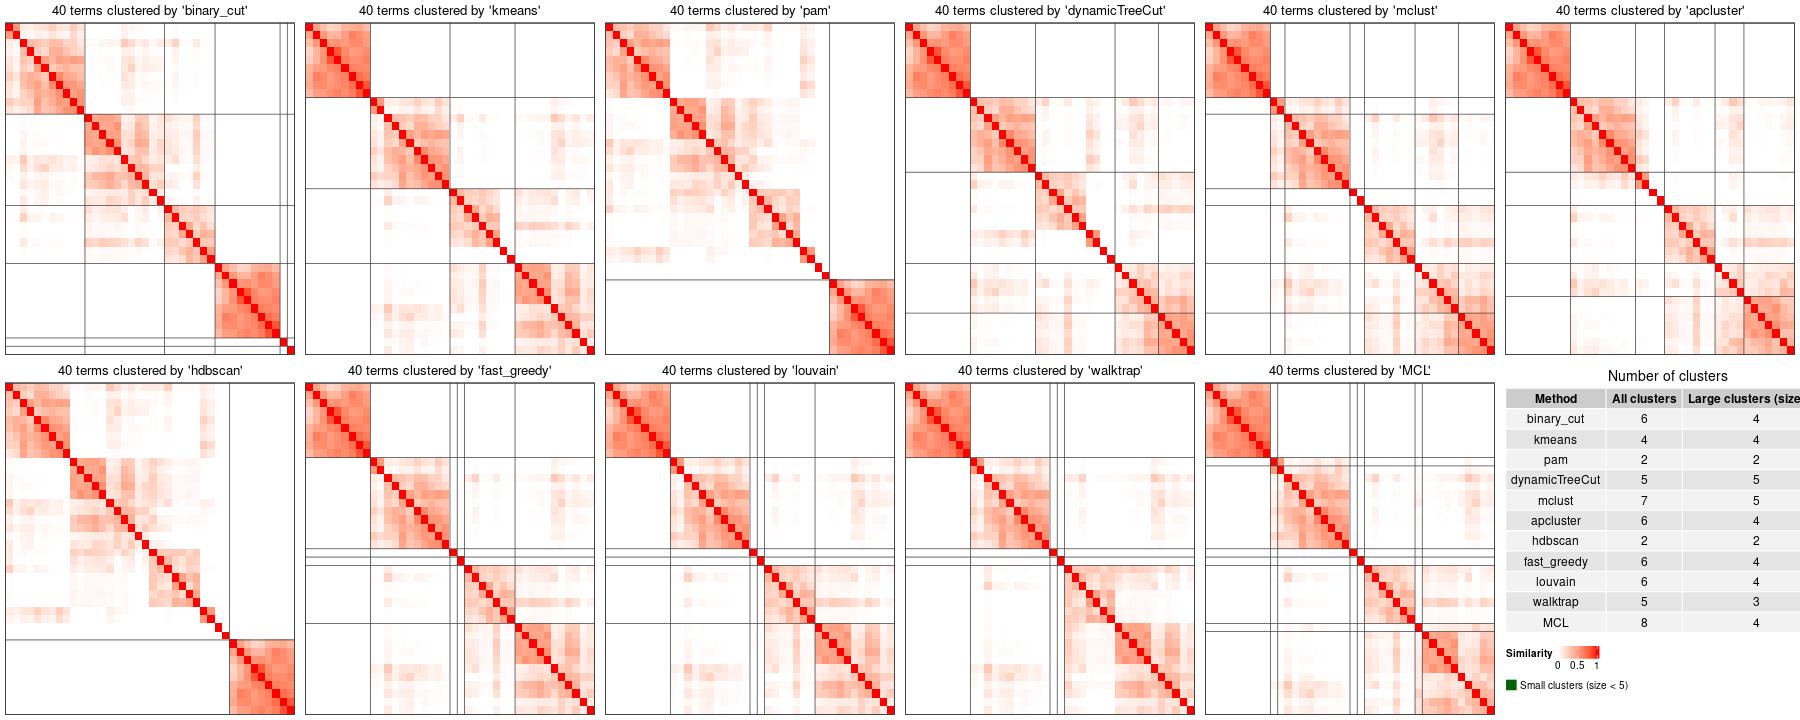 40 terms clustered by 'binary_cut'
40 terms clustered by 'kmeans'
40 terms clustered by 'pam'
40 terms clustered by 'dynamicTreeCut'
40 terms clustered by 'mclust'
40 terms clustered by 'apcluster'
40 terms clustered by 'hdbscan'
40 terms clustered by 'fast_greedy'
40 terms clustered by 'louvain'
40 terms clustered by 'walktrap'
40 terms clustered by 'MCL'
Number of clusters
Method All clusters Large clusters (size
binary_cut 6 4
kmeans 4 4
pam 2 2
dynamicTreeCut 5 5
mclust 7 5
apcluster 6 4
hdbscan 2 2
fast_greedy 6 4
louvain 6 4
walktrap 5 3
MCL 8 4
Similarity
0 0.5 1
Small clusters (size < 5)